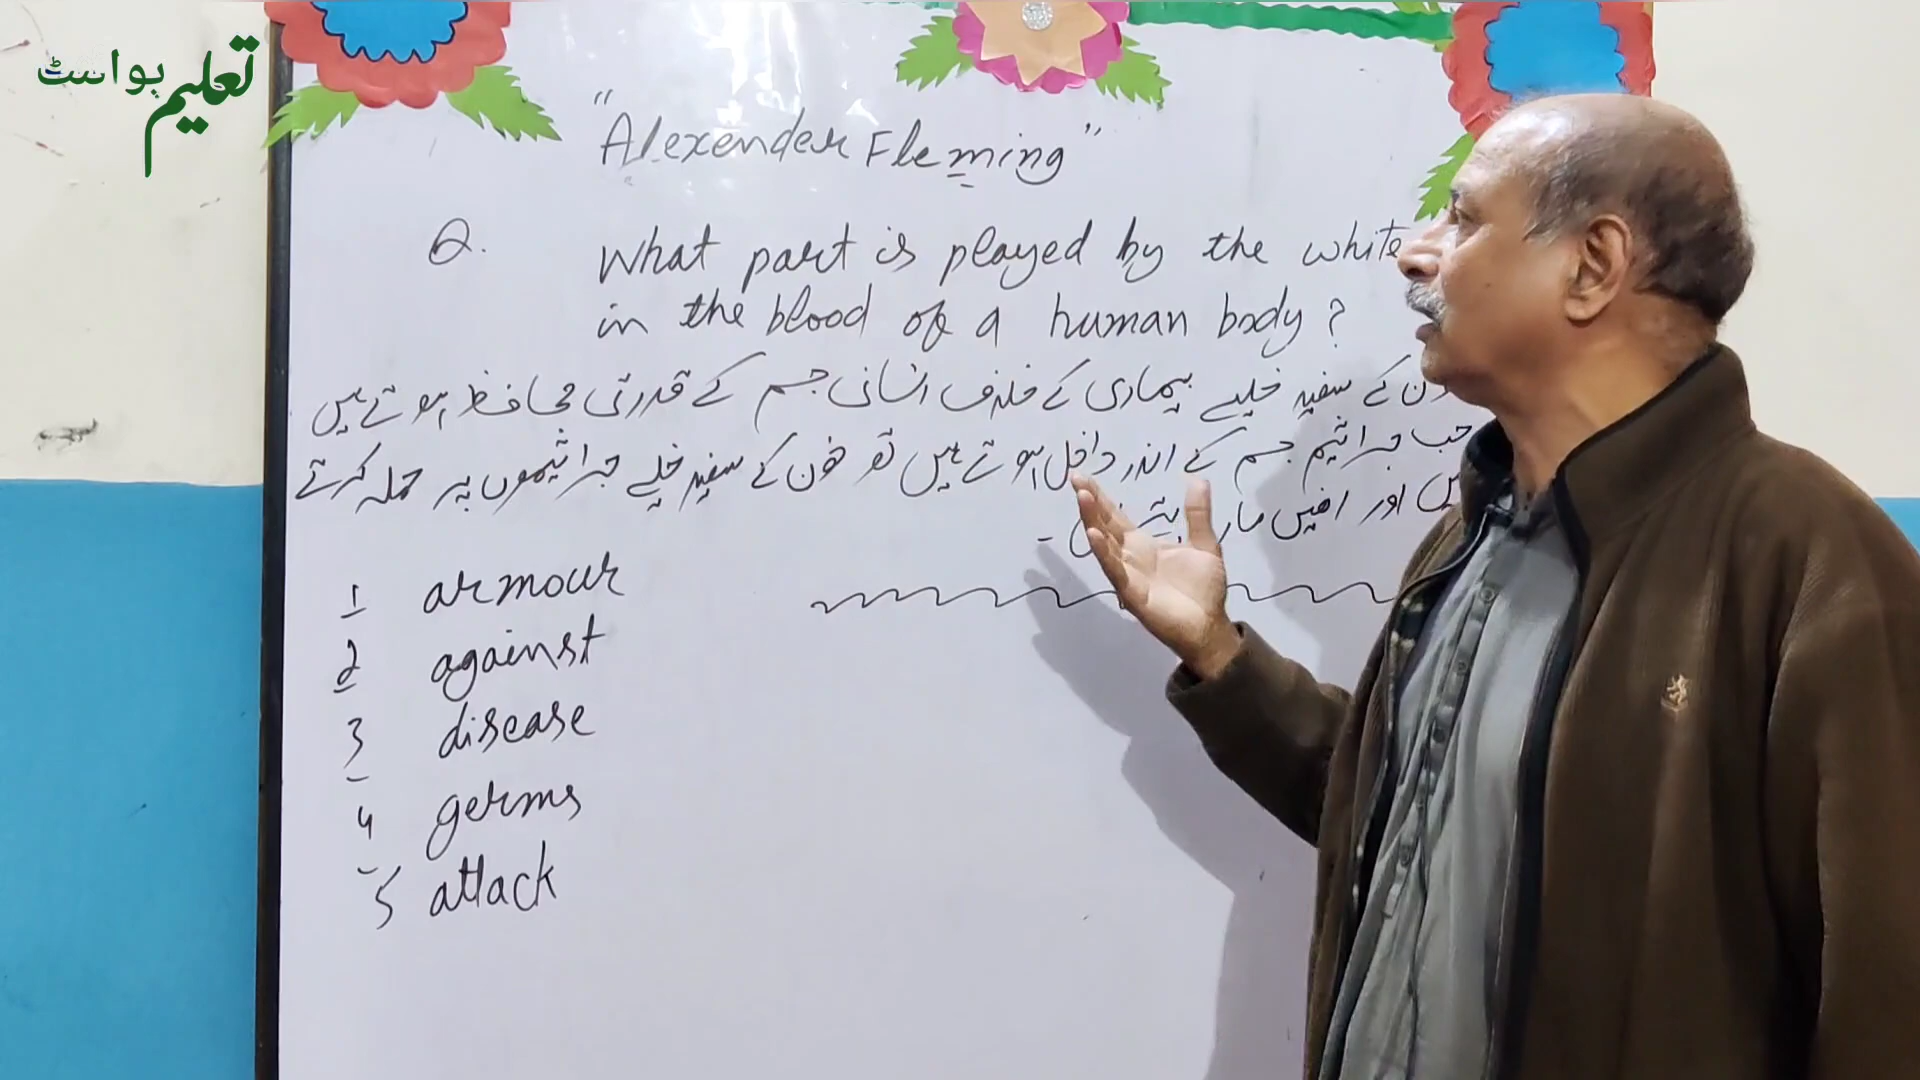 تعلیم پوائنٹ
"Alexender Fleming"
Q. What part is played by the white
in the blood of a human body?
کے سفید خلیے بیماری کے خلاف انسانی جسم کے قدرتی محافظ ہوتے ہیں
جب جراثیم جسم کے اندر داخل ہوتے ہیں تو خون کے سفید خلیے جراثیموں پر حملہ کرتے
ہیں اور انہیں مار
1 armour
2 against
3 disease
4 germs
5 attack